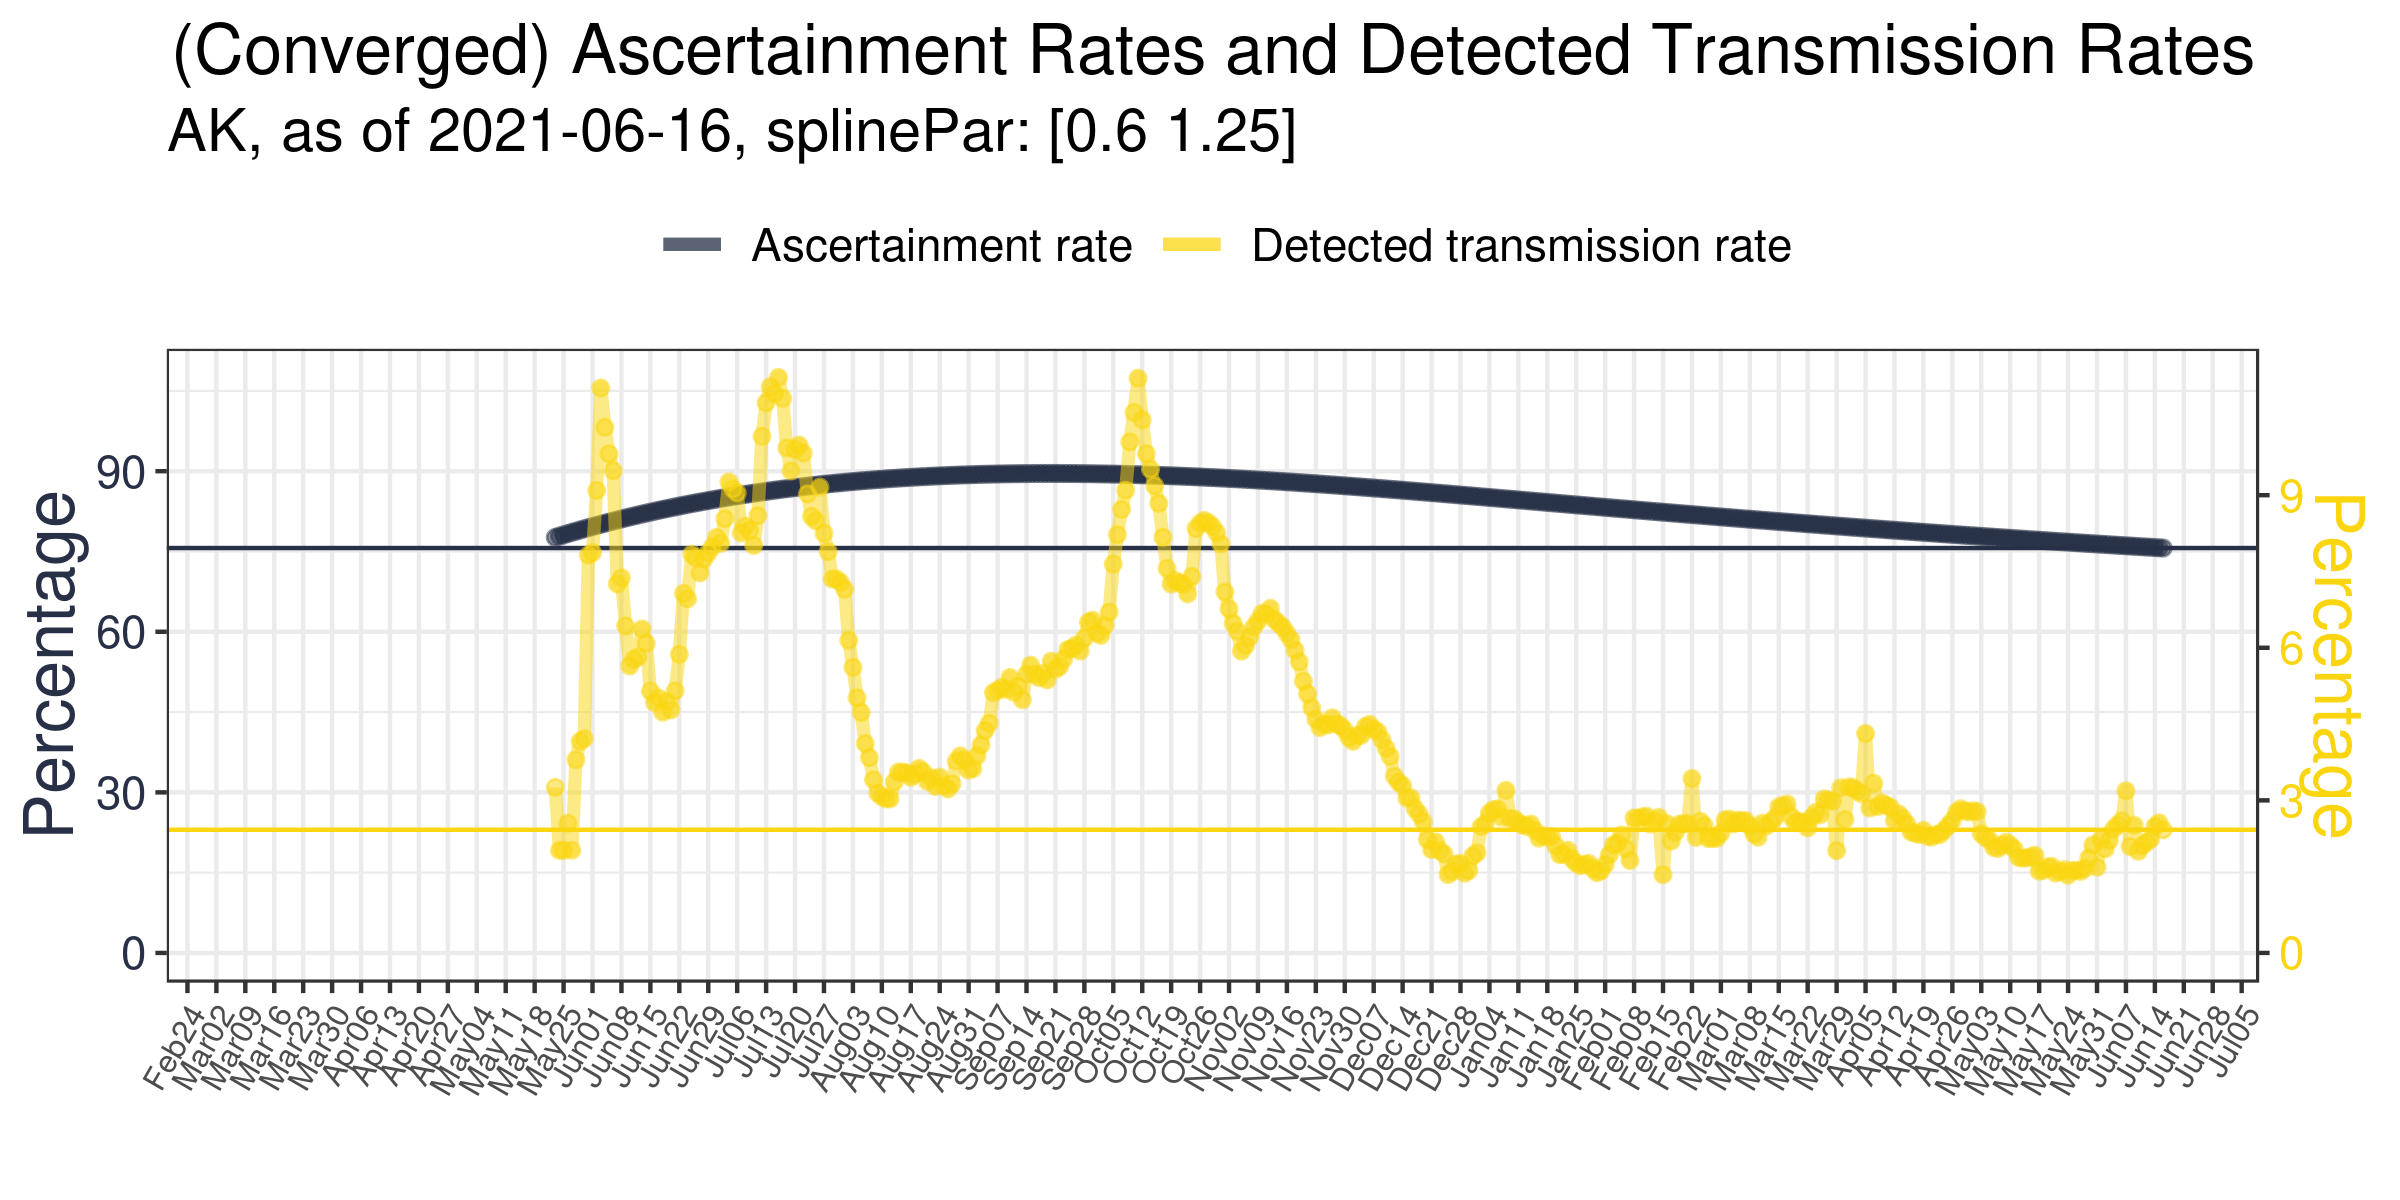 (Converged) Ascertainment Rates and Detected Transmission Rates
AK, as of 2021-06-16, splinePar: [0.6 1.25]
Ascertainment rate
Detected transmission rate
Percentage
90
60
30
0
9
6
3
0
Percentage
Feb24
Mar02
Mar09
Mar16
Mar23
Mar30
Apr06
Apr13
Apr20
Apr27
May04
May11
May18
May25
Jun01
Jun08
Jun15
Jun22
Jun29
Jul06
Jul13
Jul20
Jul27
Aug03
Aug10
Aug17
Aug24
Aug31
Sep07
Sep14
Sep21
Sep28
Oct05
Oct12
Oct19
Oct26
Nov02
Nov09
Nov16
Nov23
Nov30
Dec07
Dec14
Dec21
Dec28
Jan04
Jan11
Jan18
Jan25
Feb01
Feb08
Feb15
Feb22
Mar01
Mar08
Mar15
Mar22
Mar29
Apr05
Apr12
Apr19
Apr26
May03
May10
May17
May24
May31
Jun07
Jun14
Jun21
Jun28
Jul05